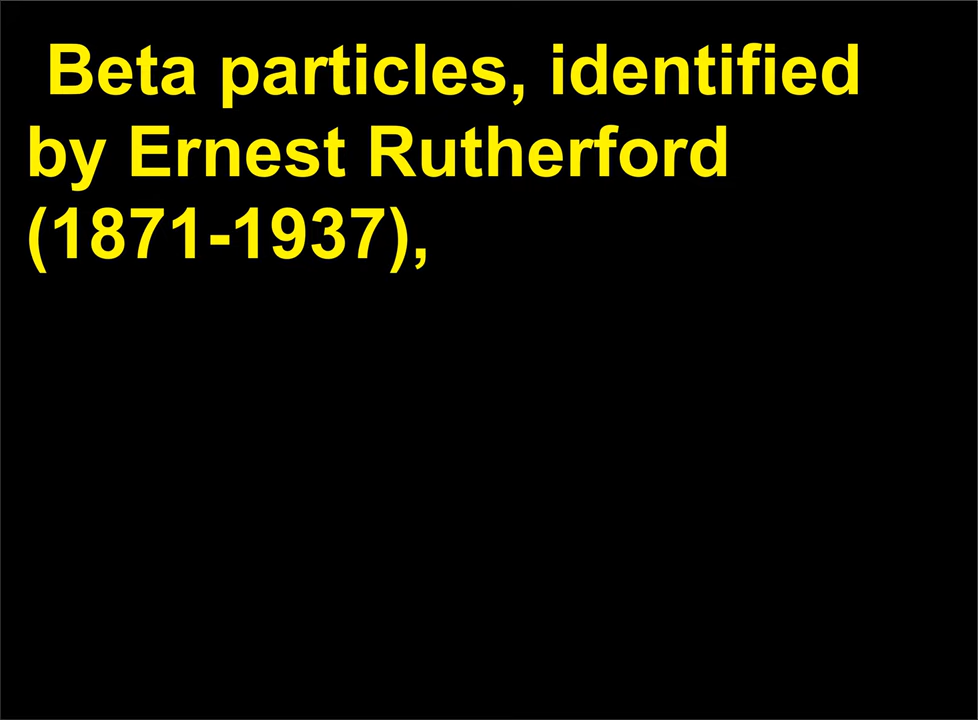 Beta particles, identified
by Ernest Rutherford
(1871-1937),